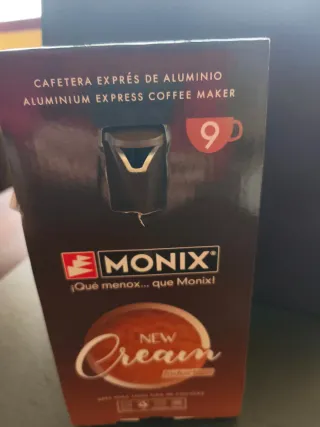 CAFETERA EXPRÉS DE ALUMINIO
ALUMINIUM EXPRESS COFFEE MAKER
9
MONIX®
¡Qué menox... que Monix!
NEW
Cream